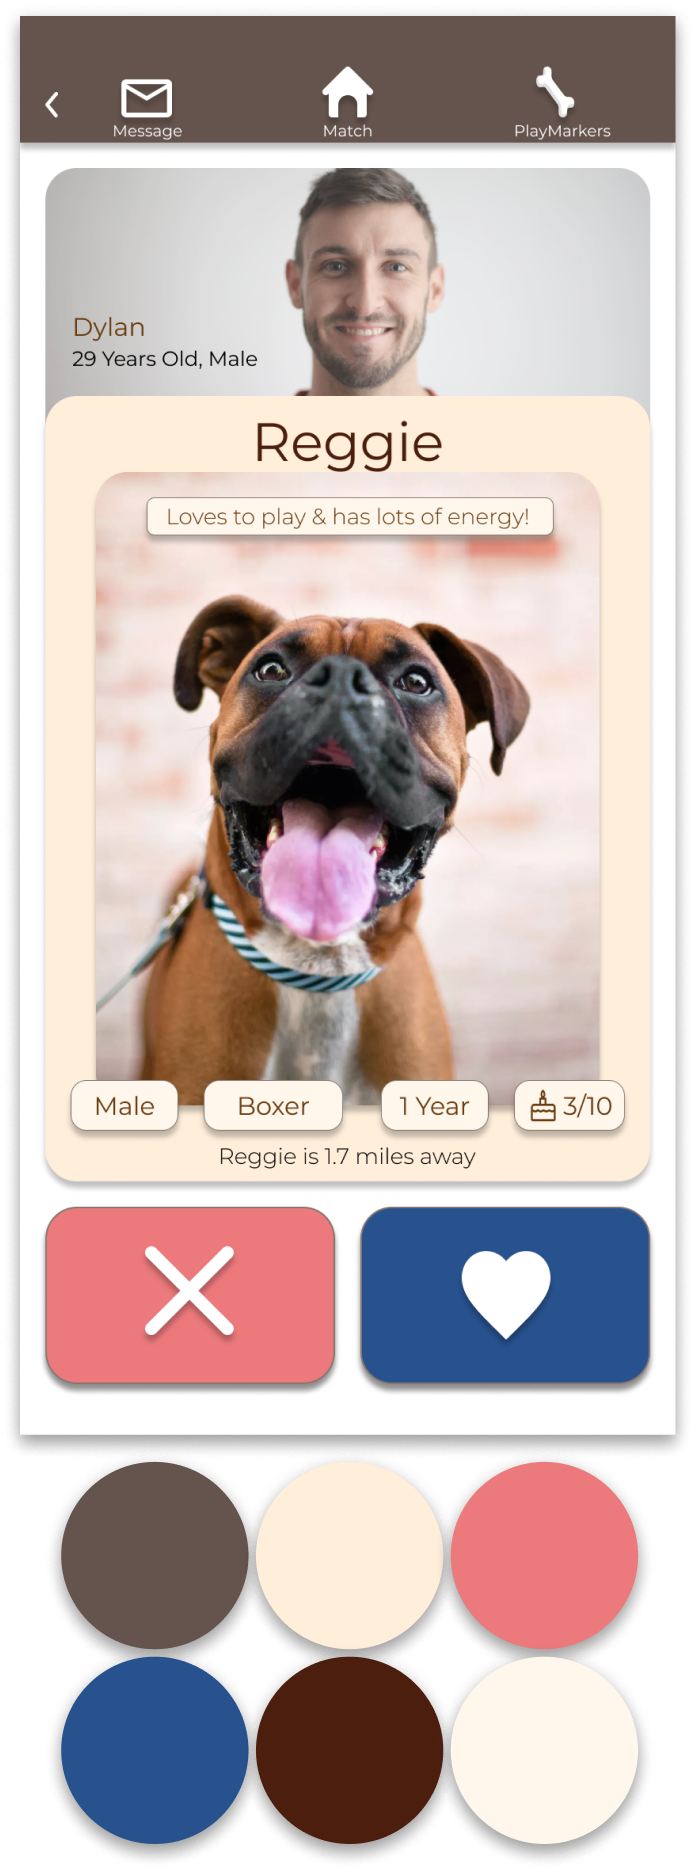 Message
Match
PlayMarkers
Dylan
29 Years Old, Male
Reggie
Loves to play & has lots of energy!
Male
Boxer
1 Year
3/10
Reggie is 1.7 miles away